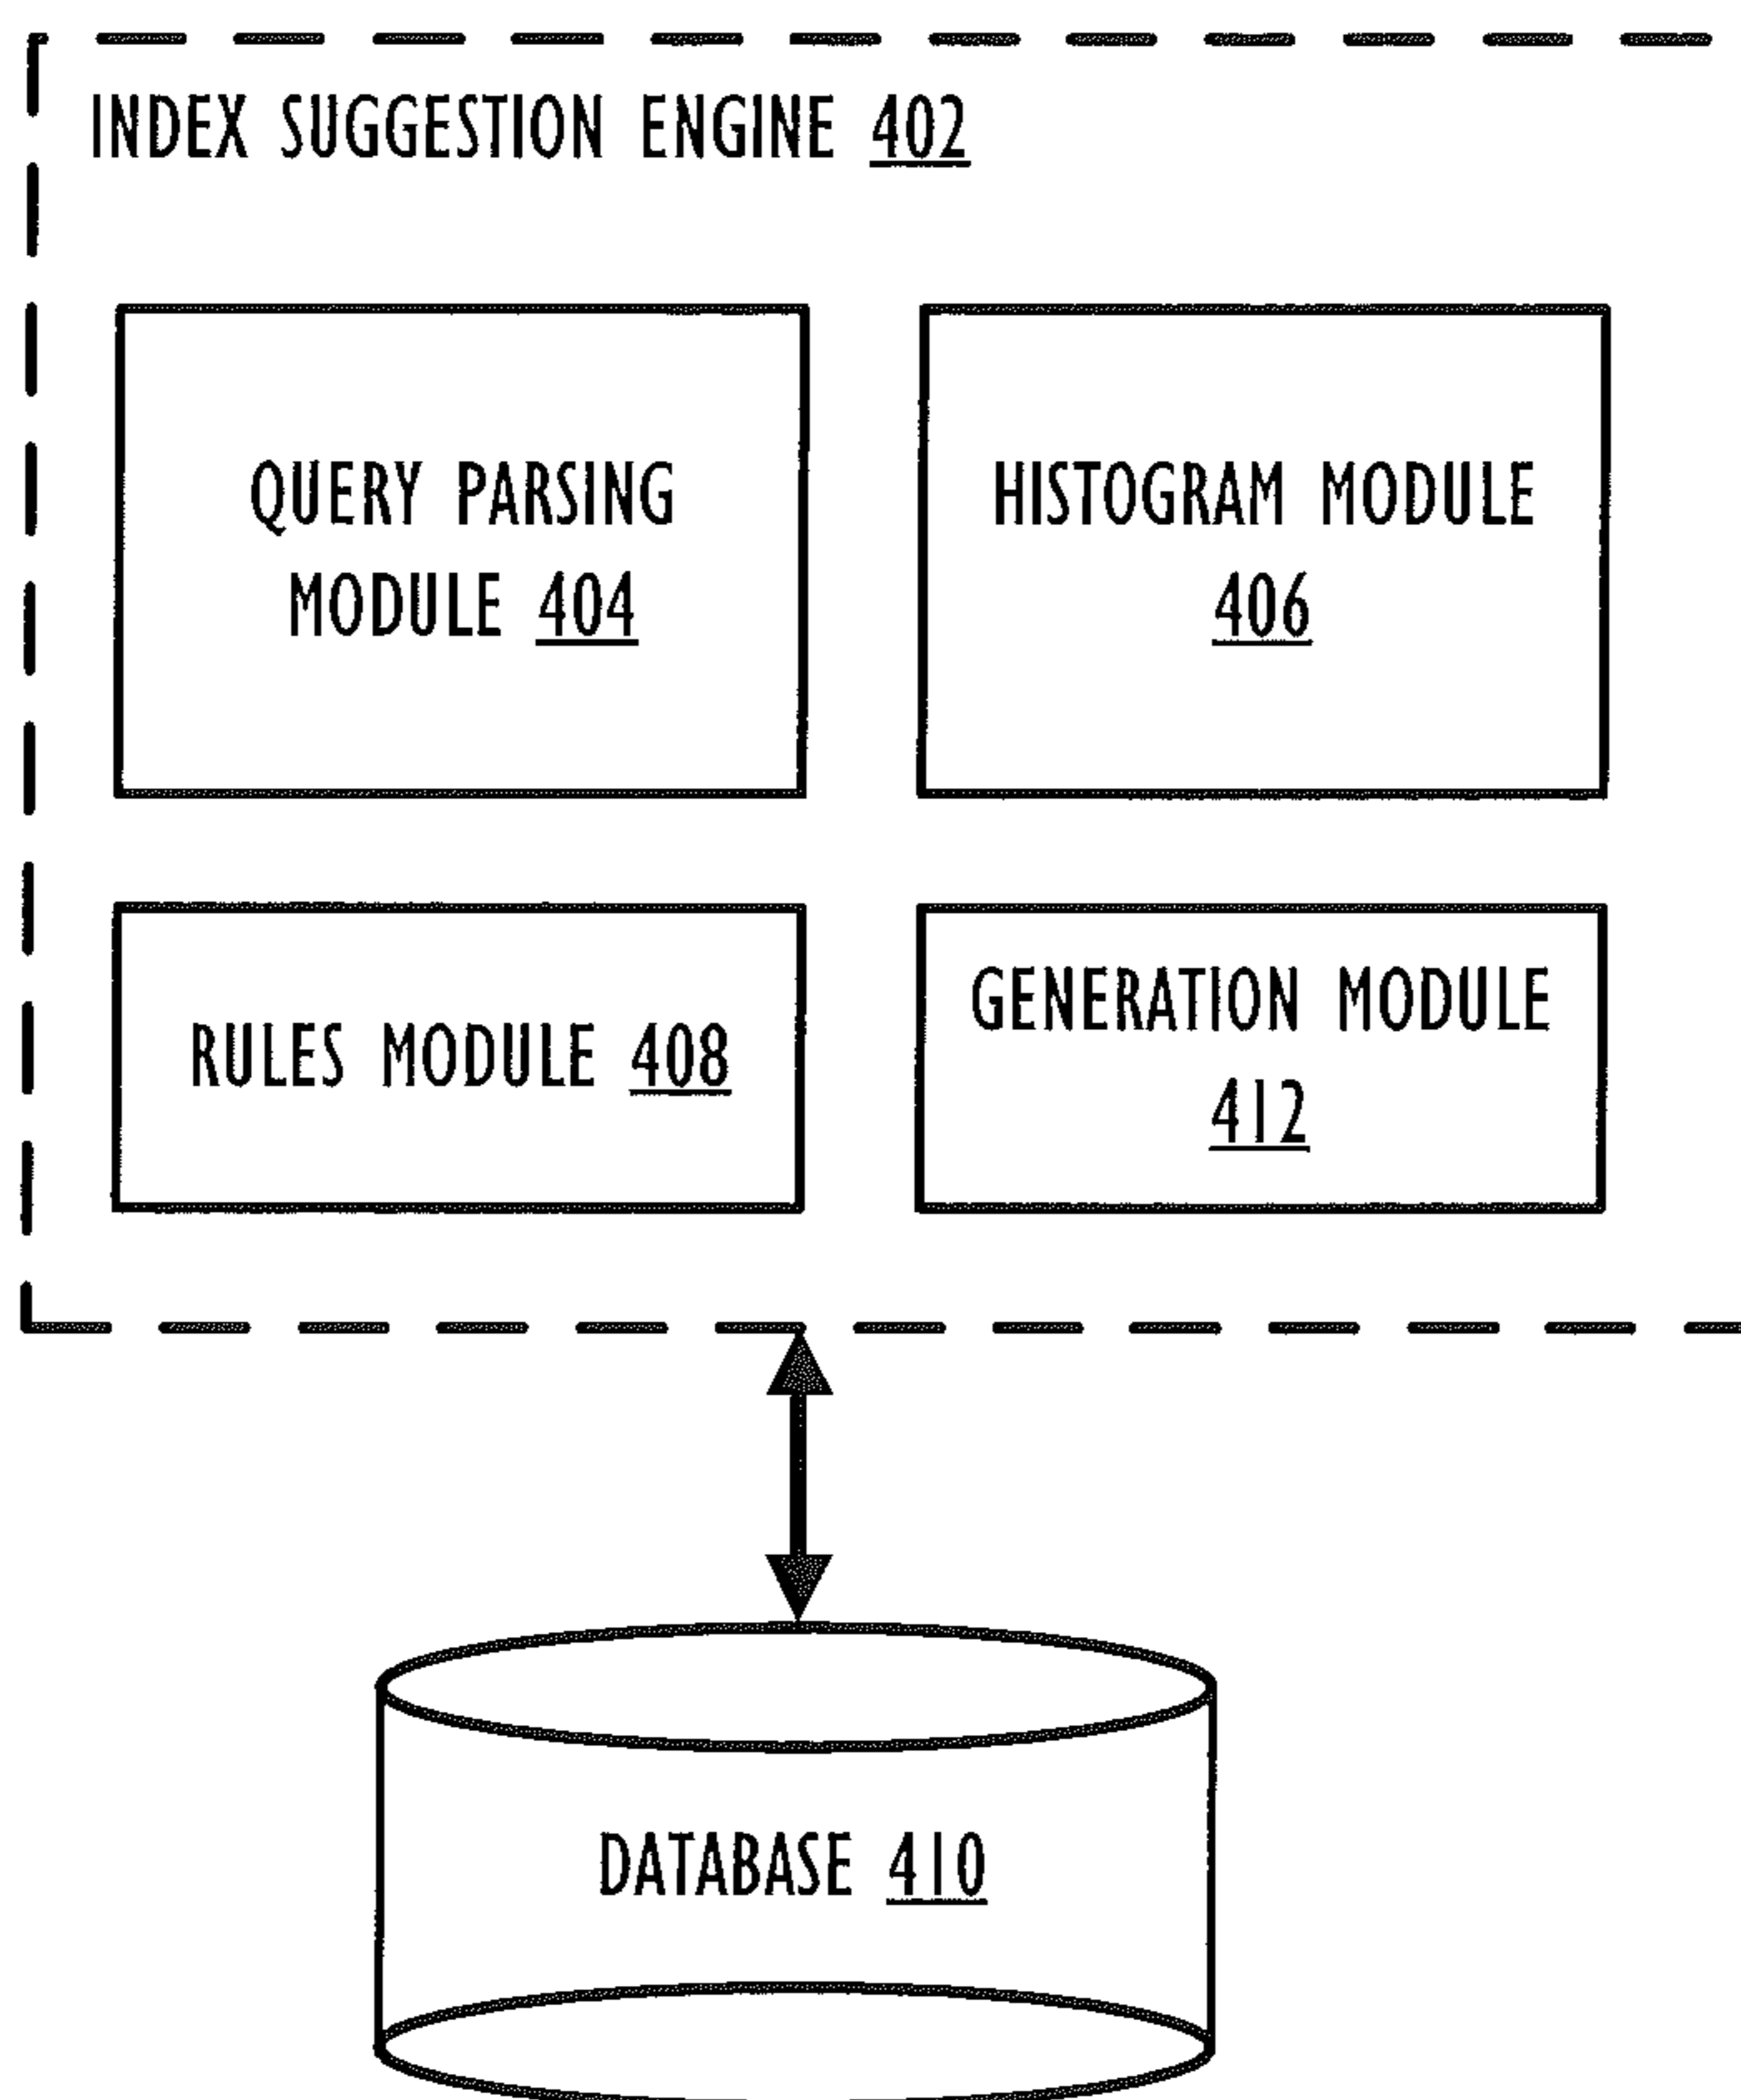 INDEX SUGGESTION ENGINE 402
QUERY PARSING
MODULE 404
HISTOGRAM MODULE
406
RULES MODULE 408
GENERATION MODULE
412
DATABASE 410